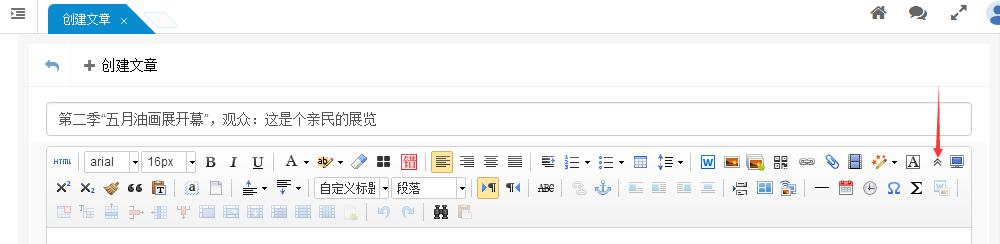 创建文章 ×
+ 创建文章
第二季“五月油画展开幕”，观众：这是个亲民的展览
HTML arial 16px B I U A ab 错 W A
X² X₂ T a 自定义标题 段落 ABC Ω Σ